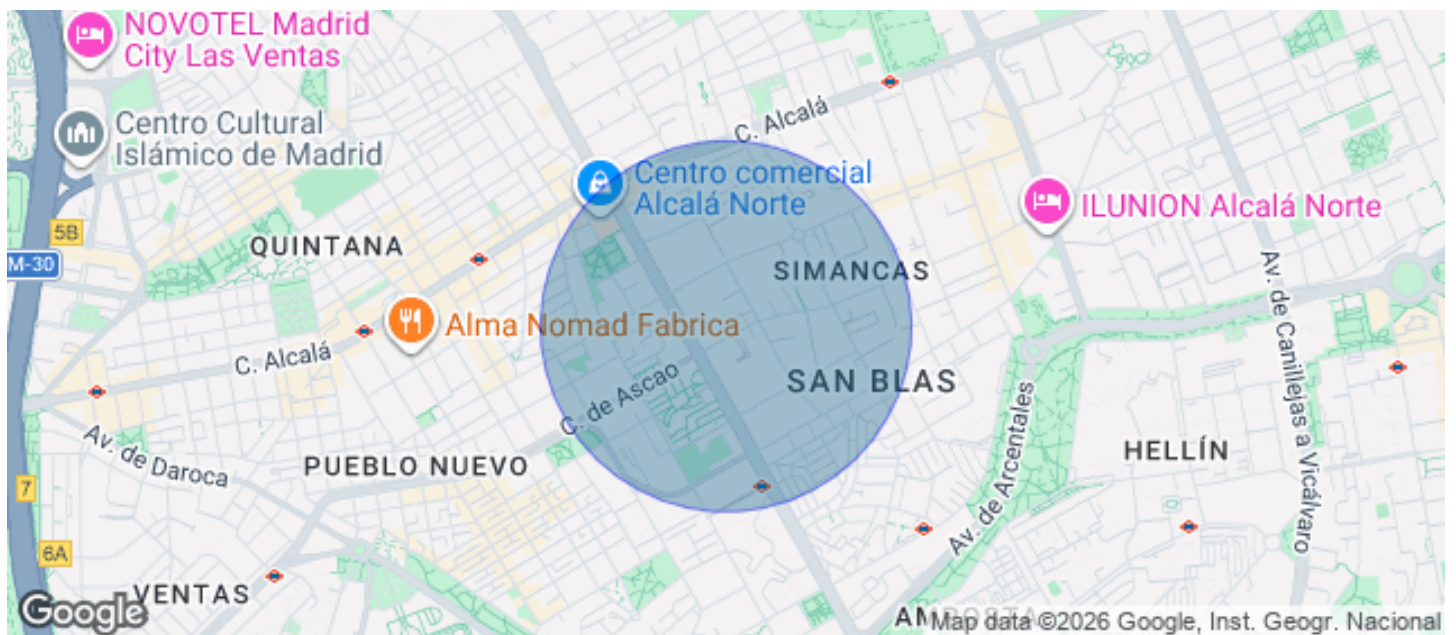 NOVOTEL Madrid
City Las Ventas
Centro Cultural
Islámico de Madrid
C. Alcalá
Centro comercial
Alcalá Norte
ILUNION Alcalá Norte
5B
QUINTANA
M-30
SIMANCAS
Alma Nomad Fabrica
C. Alcalá
C. de Ascao
SAN BLAS
Av. de Canillejas a Vicálvaro
Av. de Daroca
PUEBLO NUEVO
Av. de Arcentales
HELLÍN
7
6A
VENTAS
Google
Map data ©2026 Google, Inst. Geogr. Nacional